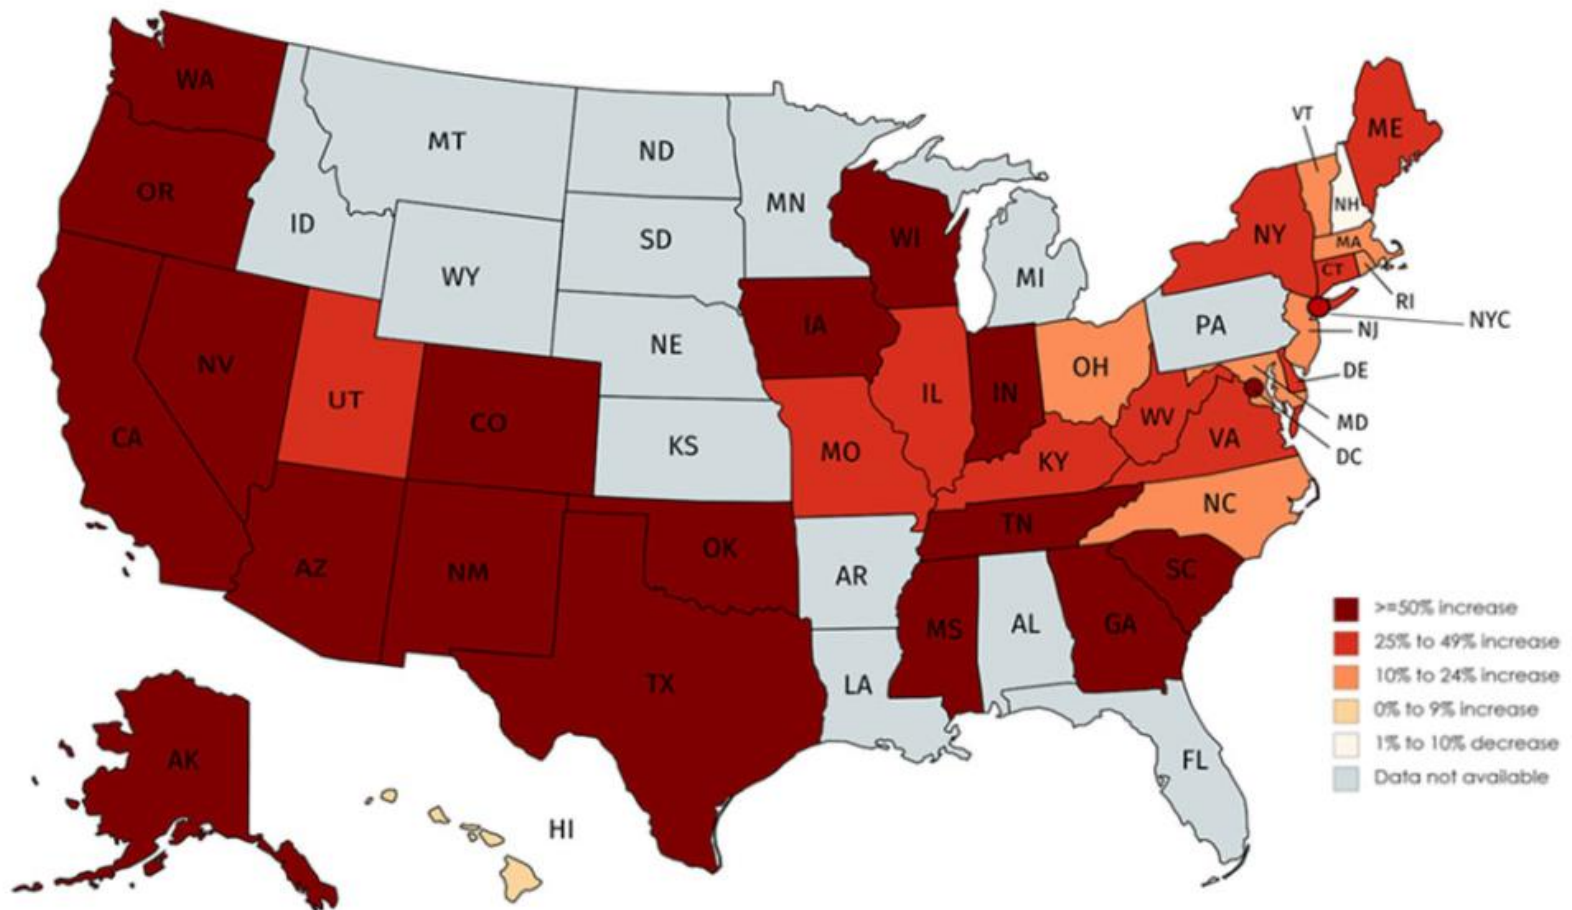 WA
MT
ND
MN
OR
ID
SD
WI
MI
WY
IA
NE
NV
UT
CO
CA
KS
MO
IL
IN
OH
KY
WV
VA
PA
NY
VT
ME
NH
MA
CT
RI
NYC
NJ
DE
MD
DC
NC
TN
SC
AZ
NM
OK
AR
MS
AL
GA
TX
LA
FL
AK
HI
>=50% increase
25% to 49% increase
10% to 24% increase
0% to 9% increase
1% to 10% decrease
Data not available